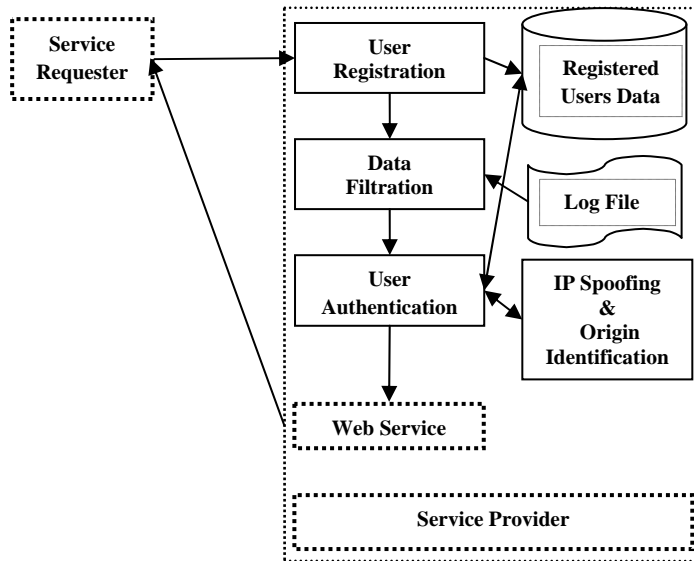 Service
Requester
User
Registration
Registered
Users Data
Data
Filtration
Log File
User
Authentication
IP Spoofing
&
Origin
Identification
Web Service
Service Provider